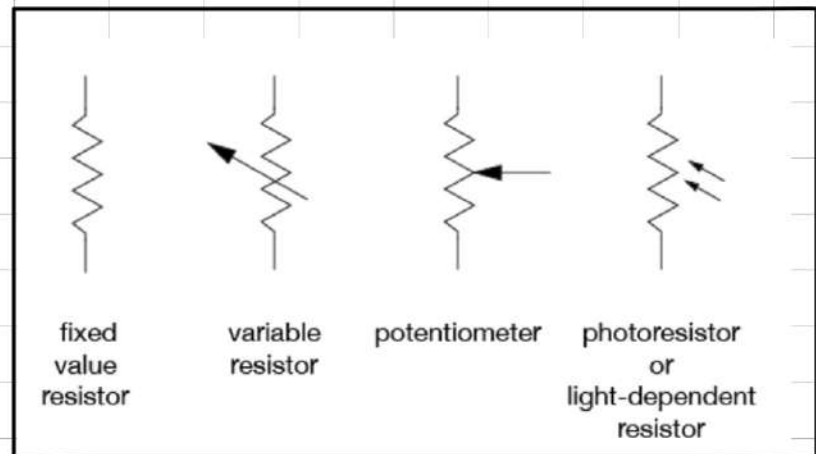 fixed
value
resistor
variable
resistor
potentiometer
photoresistor
or
light-dependent
resistor